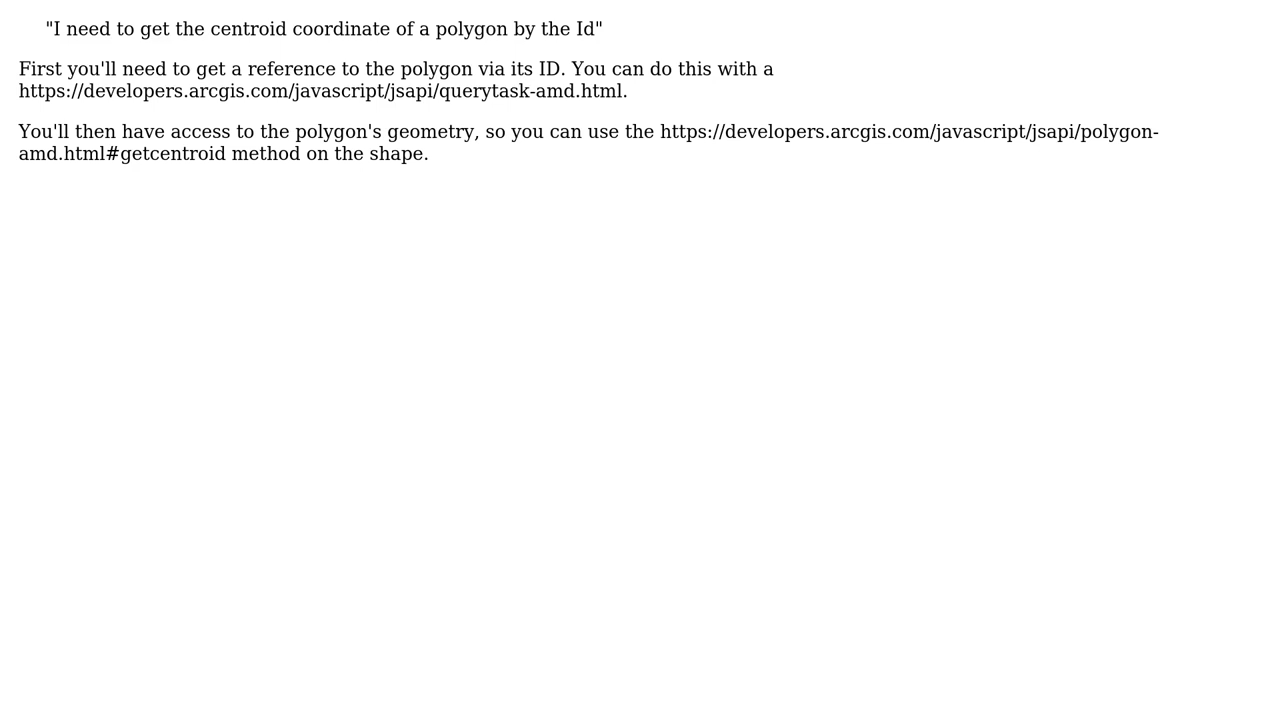 "I need to get the centroid coordinate of a polygon by the Id"
First you'll need to get a reference to the polygon via its ID. You can do this with a
https://developers.arcgis.com/javascript/jsapi/querytask-amd.html.
You'll then have access to the polygon's geometry, so you can use the https://developers.arcgis.com/javascript/jsapi/polygon-
amd.html#getcentroid method on the shape.